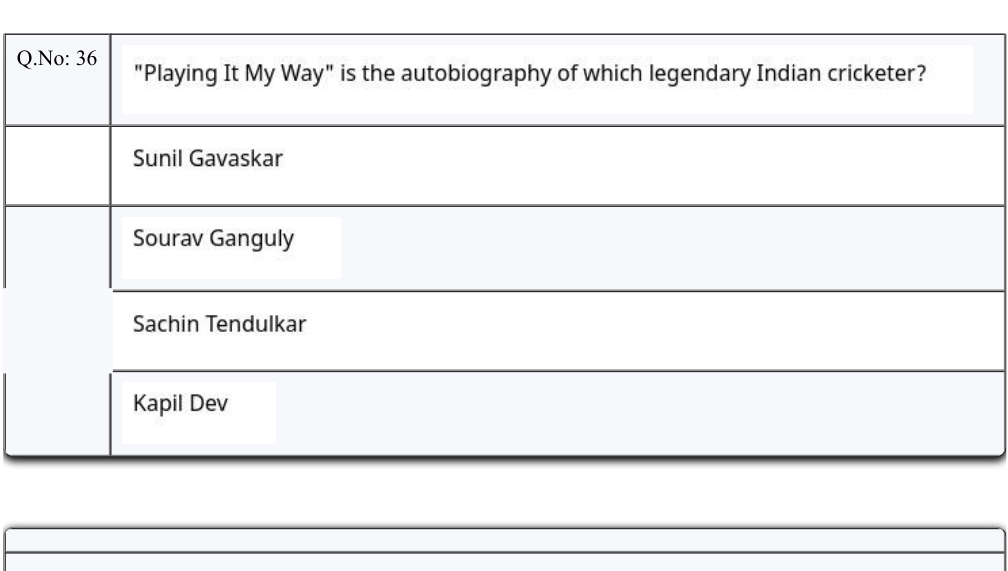 Q.No: 36
"Playing It My Way" is the autobiography of which legendary Indian cricketer?
Sunil Gavaskar
Sourav Ganguly
Sachin Tendulkar
Kapil Dev